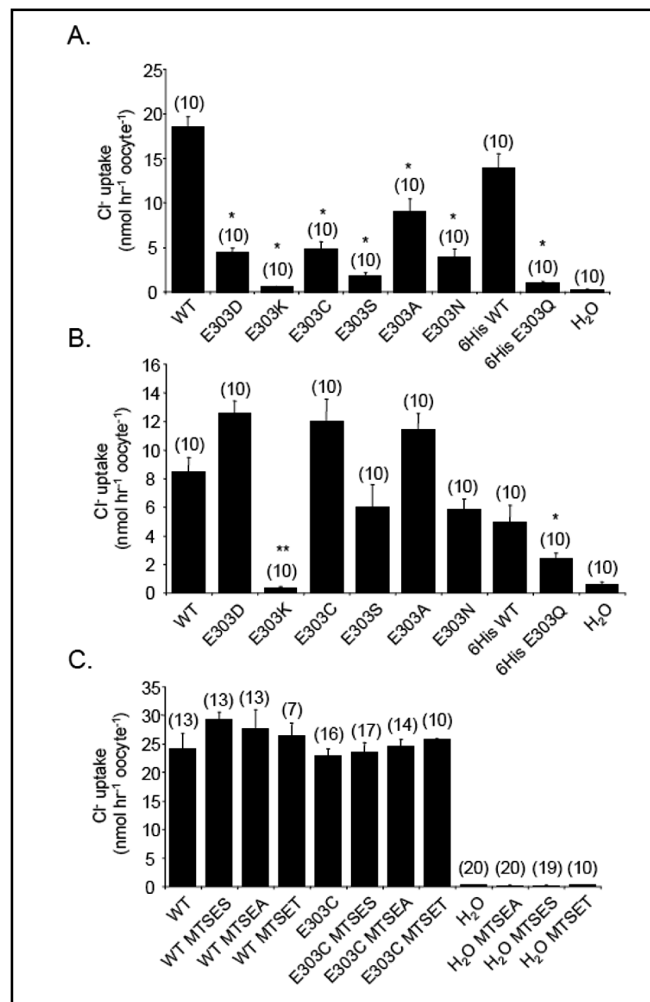 A.
Cl⁻ uptake
(nmol hr⁻¹ oocyte⁻¹)
25
20
15
10
5
0
(10)
*
(10)
*
(10)
*
(10)
*
(10)
*
(10)
*
(10)
(10)
*
(10)
(10)
WT
E303D
E303K
E303C
E303S
E303A
E303N
6His WT
6His E303Q
H₂O
B.
Cl⁻ uptake
(nmol hr⁻¹ oocyte⁻¹)
16
14
12
10
8
6
4
2
0
(10)
(10)
**
(10)
(10)
(10)
(10)
(10)
(10)
*
(10)
(10)
WT
E303D
E303K
E303C
E303S
E303A
E303N
6His WT
6His E303Q
H₂O
C.
Cl⁻ uptake
(nmol hr⁻¹ oocyte⁻¹)
35
30
25
20
15
10
5
0
(13)
(13)
(13)
(7)
(16)
(17)
(14)
(10)
(20)
(20)
(19)
(10)
WT
WT MTSES
WT MTSEA
WT MTSET
E303C
E303C MTSES
E303C MTSEA
E303C MTSET
H₂O
H₂O MTSEA
H₂O MTSES
H₂O MTSET